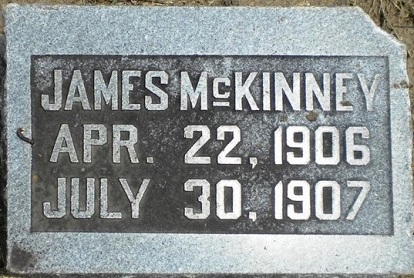 JAMES McKINNEY
APR. 22, 1906
JULY 30, 1907